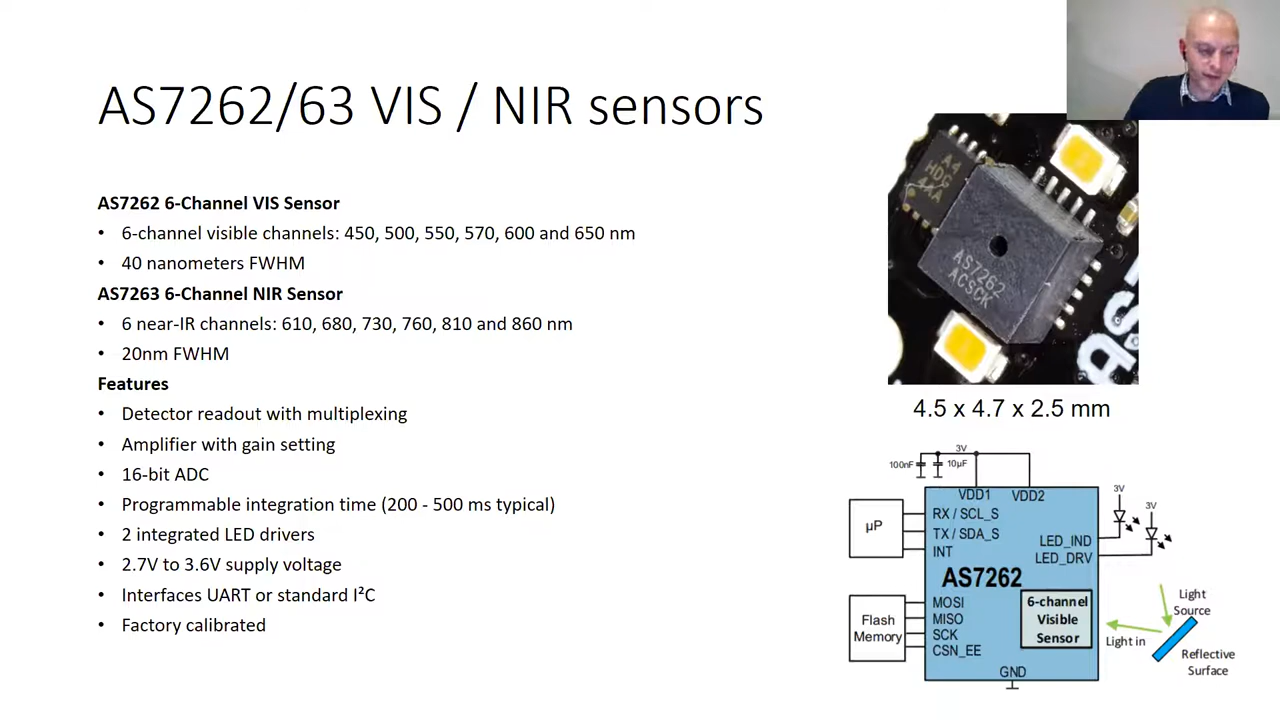 AS7262/63 VIS / NIR sensors
AS7262 6-Channel VIS Sensor
• 6-channel visible channels: 450, 500, 550, 570, 600 and 650 nm
• 40 nanometers FWHM
AS7263 6-Channel NIR Sensor
• 6 near-IR channels: 610, 680, 730, 760, 810 and 860 nm
• 20nm FWHM
Features
• Detector readout with multiplexing
• Amplifier with gain setting
• 16-bit ADC
• Programmable integration time (200 - 500 ms typical)
• 2 integrated LED drivers
• 2.7V to 3.6V supply voltage
• Interfaces UART or standard I²C
• Factory calibrated
A4
HDG
4AA
AS7262
ACSCK
AS
4.5 x 4.7 x 2.5 mm
3V
100nF
10µF
VDD1
VDD2
3V
3V
µP
RX / SCL_S
TX / SDA_S
INT
LED_IND
LED_DRV
AS7262
Flash
Memory
MOSI
MISO
SCK
CSN_EE
6-channel
Visible
Sensor
GND
Light
Source
Light in
Reflective
Surface